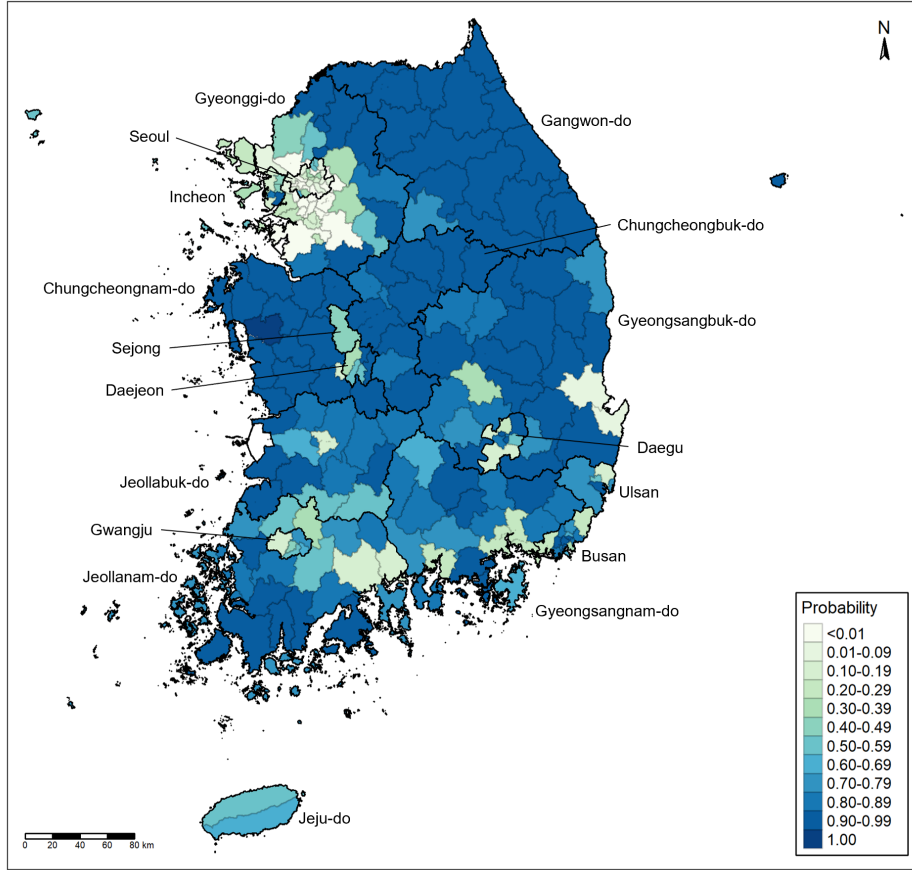 N
Gyeonggi-do
Gangwon-do
Seoul
Incheon
Chungcheongbuk-do
Chungcheongnam-do
Gyeongsangbuk-do
Sejong
Daejeon
Daegu
Jeollabuk-do
Ulsan
Gwangju
Busan
Jeollanam-do
Gyeongsangnam-do
Jeju-do
Probability
<0.01
0.01-0.09
0.10-0.19
0.20-0.29
0.30-0.39
0.40-0.49
0.50-0.59
0.60-0.69
0.70-0.79
0.80-0.89
0.90-0.99
1.00
0 20 40 60 80 km